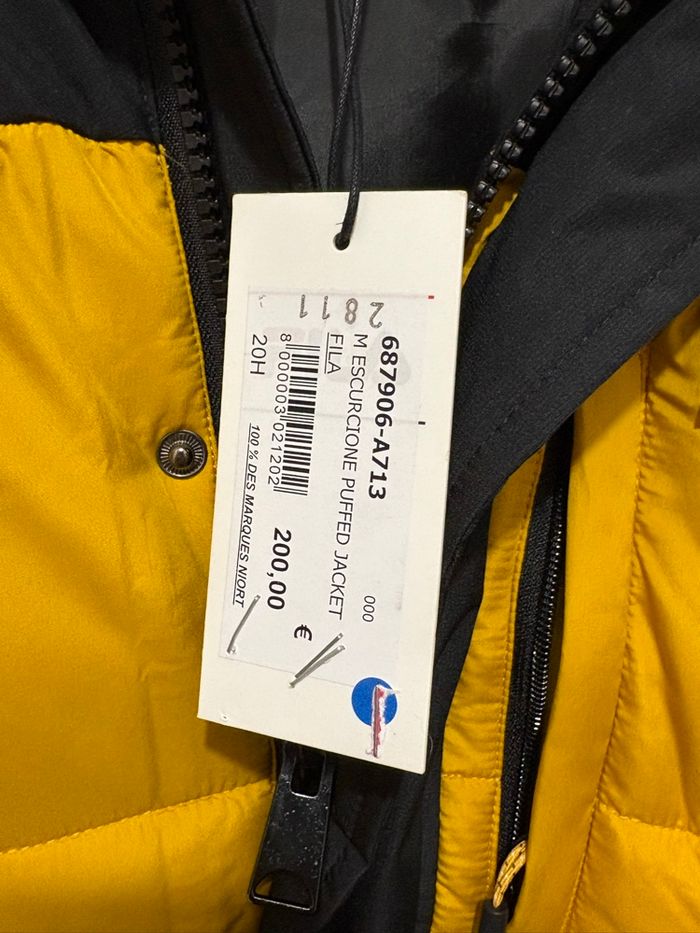 687906-A713
000
M ESCURCIONE PUFFED JACKET
FILA
8 000003 021202
200,00 €
20H
100 % DES MARQUES NIORT
2811